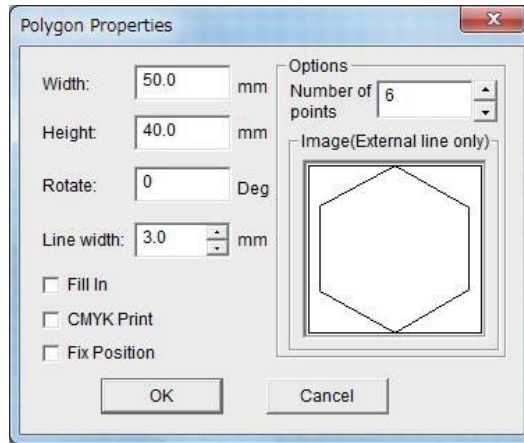 Polygon Properties
Width: 50.0 mm
Height: 40.0 mm
Rotate: 0 Deg
Line width: 3.0 mm
Fill In
CMYK Print
Fix Position
Options
Number of points 6
Image(External line only)
OK Cancel